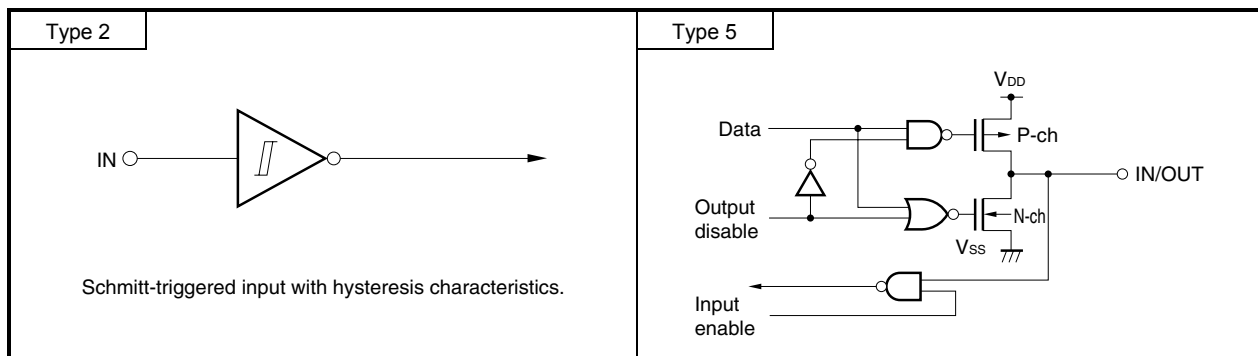 Type 2
IN
Schmitt-triggered input with hysteresis characteristics.
Type 5
VDD
Data
P-ch
IN/OUT
Output
disable
N-ch
VSS
Input
enable